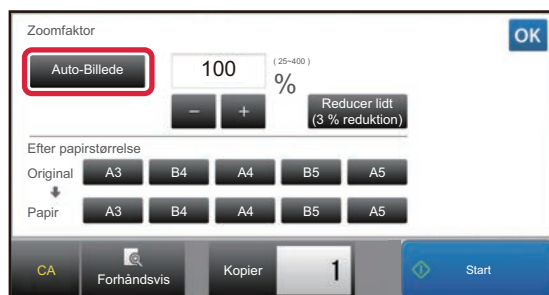 Zoomfaktor
OK
Auto-Billede
100
( 25~400 )
%
−
+
Reducer lidt
(3 % reduktion)
Efter papirstørrelse
Original A3 B4 A4 B5 A5
Papir A3 B4 A4 B5 A5
CA
Forhåndsvis
Kopier
1
Start